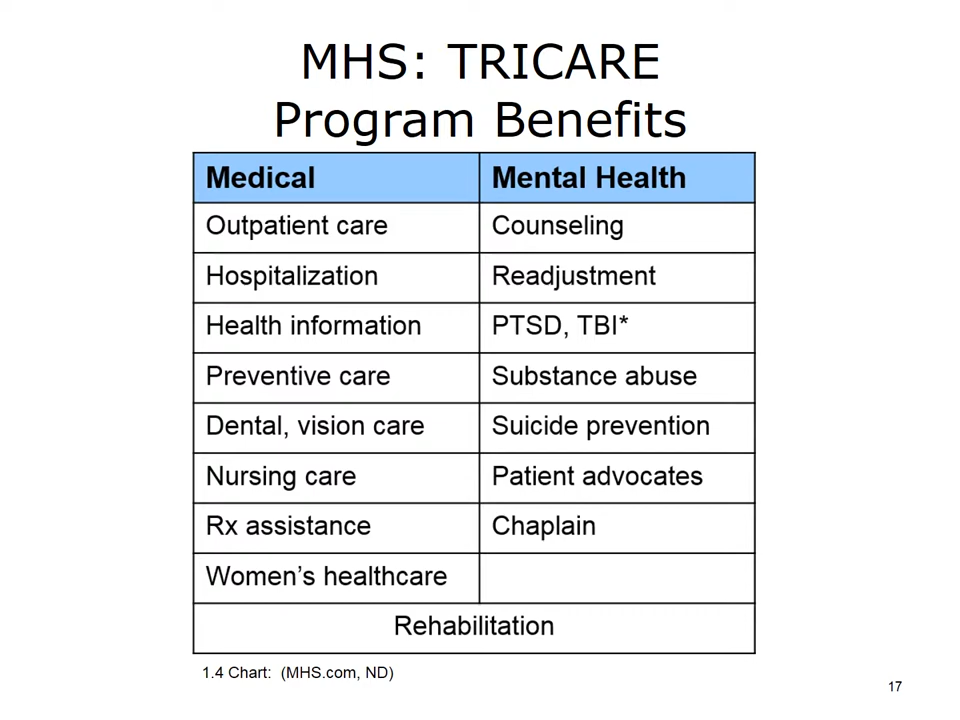 MHS: TRICARE
Program Benefits
Medical Mental Health
Outpatient care Counseling
Hospitalization Readjustment
Health information PTSD, TBI*
Preventive care Substance abuse
Dental, vision care Suicide prevention
Nursing care Patient advocates
Rx assistance Chaplain
Women’s healthcare
Rehabilitation
1.4 Chart: (MHS.com, ND)
17